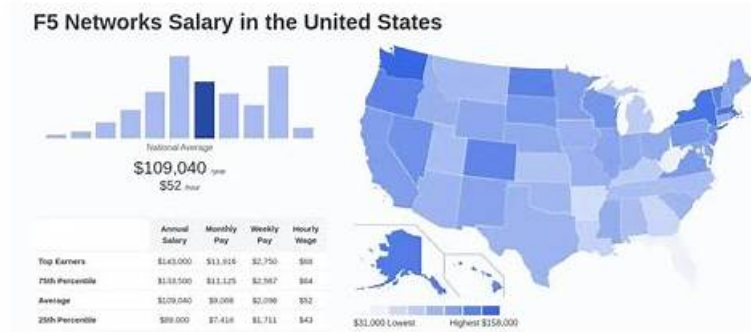 F5 Networks Salary in the United States
National Average
$109,040 /year
$52 /hour
Annual Salary Monthly Pay Weekly Pay Hourly Wage
Top Earners $143,000 $11,916 $2,750 $68
75th Percentile $133,500 $11,125 $2,567 $64
Average $109,040 $9,086 $2,096 $52
25th Percentile $89,000 $7,416 $1,711 $43
$31,000 Lowest Highest $158,000